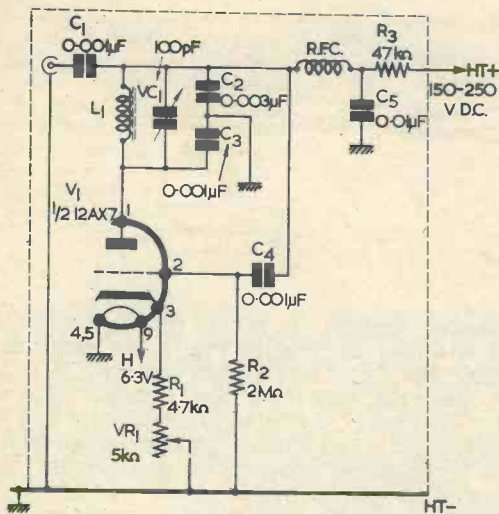 C1
0·001µF
100pF
VC1
L1
C2
0·003µF
C3
0·001µF
R.F.C.
R3
47kΩ
HT+
150-250
V D.C.
C5
0·01µF
V1
1/2 12AX7
1
2
3
4,5
9
H
6·3V
C4
0·001µF
R1
4·7kΩ
VR1
5kΩ
R2
2MΩ
HT-